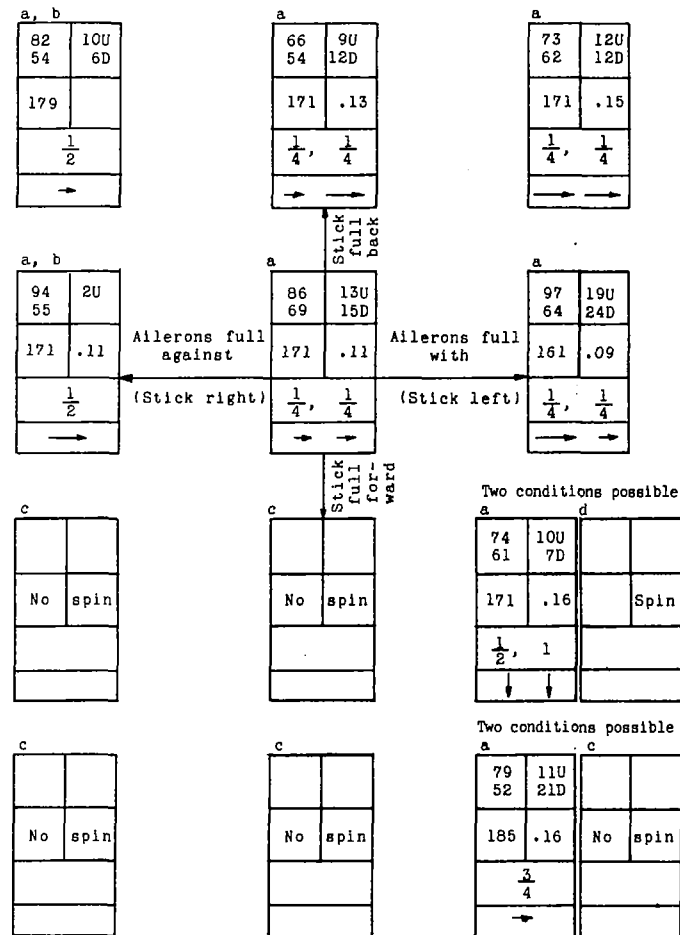 a, b
82 10U
54 6D
179
1/2
→
a
66 9U
54 12D
171 .13
1/4, 1/4
→ →
a
73 12U
62 12D
171 .15
1/4, 1/4
→ →
Stick
full
back
a, b
94 2U
55
171 .11
1/2
→
Ailerons full
against
(Stick right)
a
86 13U
69 15D
171 .11
1/4, 1/4
→ →
Ailerons full
with
(Stick left)
a
97 19U
64 24D
161 .09
1/4, 1/4
→ →
Stick
full
for-
ward
c
No spin
c
No spin
Two conditions possible
a d
74 10U
61 7D
171 .16
1/2, 1
↓ ↓
Spin
c
No spin
c
No spin
Two conditions possible
a c
79 11U
52 21D
185 .16
3/4
→
No spin